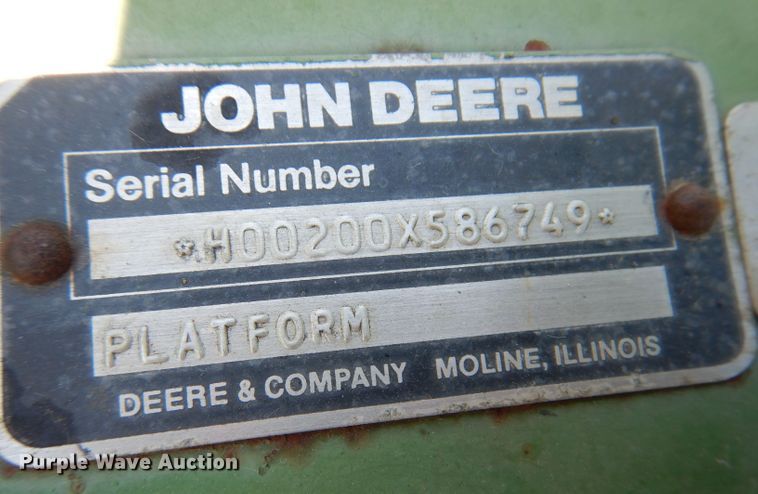 JOHN DEERE
Serial Number
*H00200X586749*
PLATFORM
DEERE & COMPANY MOLINE, ILLINOIS
Purple Wave Auction